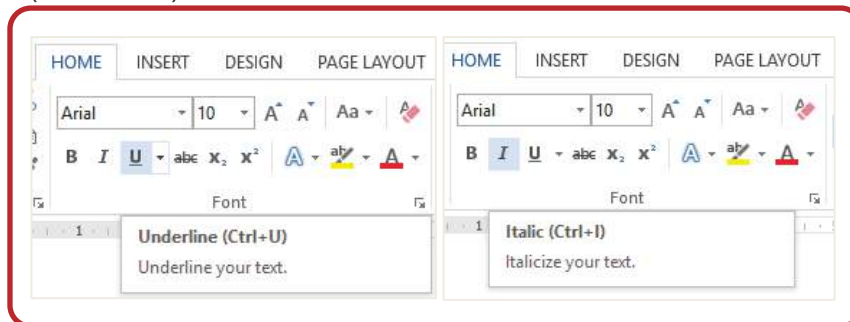 HOME INSERT DESIGN PAGE LAYOUT
Arial 10 A A Aa
B I U abc X₂ X² A ab A
Font
1
Underline (Ctrl+U)
Underline your text.
HOME INSERT DESIGN PAGE LAYOUT
Arial 10 A A Aa
B I U abc X₂ X² A ab A
Font
1
Italic (Ctrl+I)
Italicize your text.